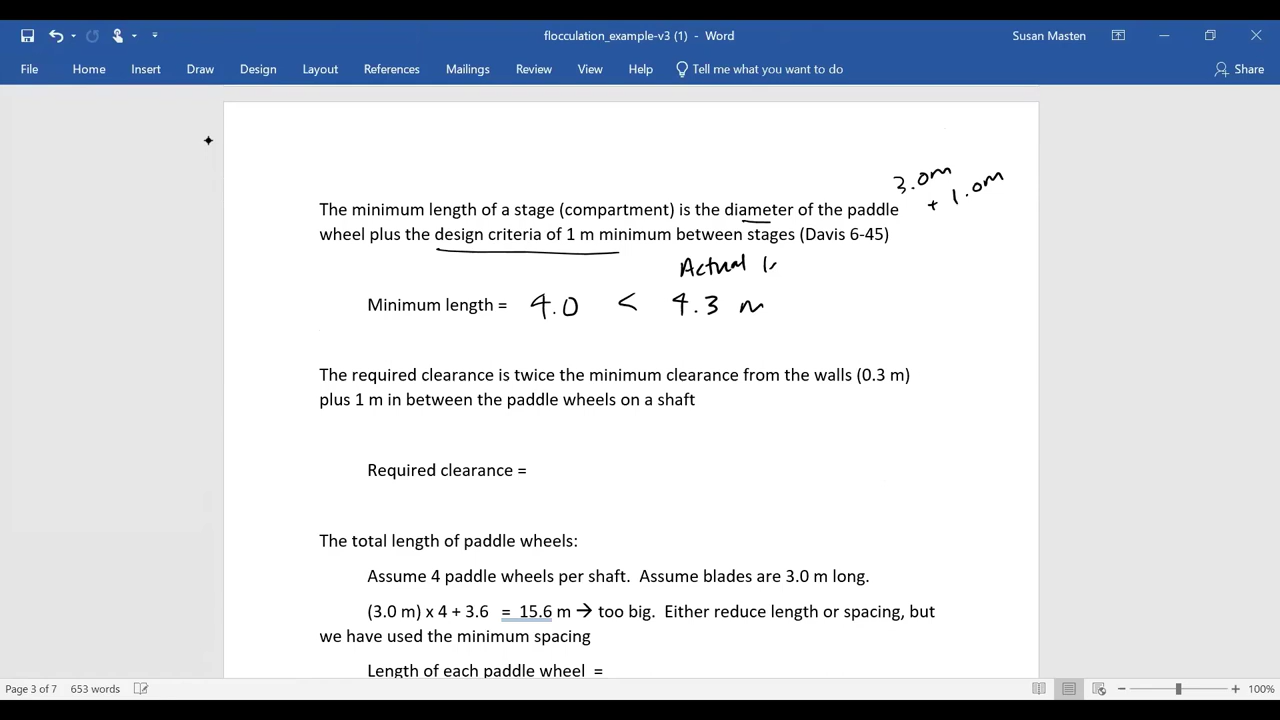 flocculation_example-v3 (1) - Word
Susan Masten
File Home Insert Draw Design Layout References Mailings Review View Help Tell me what you want to do Share
3.0m
+ 1.0m
The minimum length of a stage (compartment) is the diameter of the paddle
wheel plus the design criteria of 1 m minimum between stages (Davis 6-45)
Actual
Minimum length = 4.0 < 4.3 m
The required clearance is twice the minimum clearance from the walls (0.3 m)
plus 1 m in between the paddle wheels on a shaft
Required clearance =
The total length of paddle wheels:
Assume 4 paddle wheels per shaft. Assume blades are 3.0 m long.
(3.0 m) x 4 + 3.6 = 15.6 m → too big. Either reduce length or spacing, but
we have used the minimum spacing
Length of each paddle wheel =
Page 3 of 7 653 words 100%